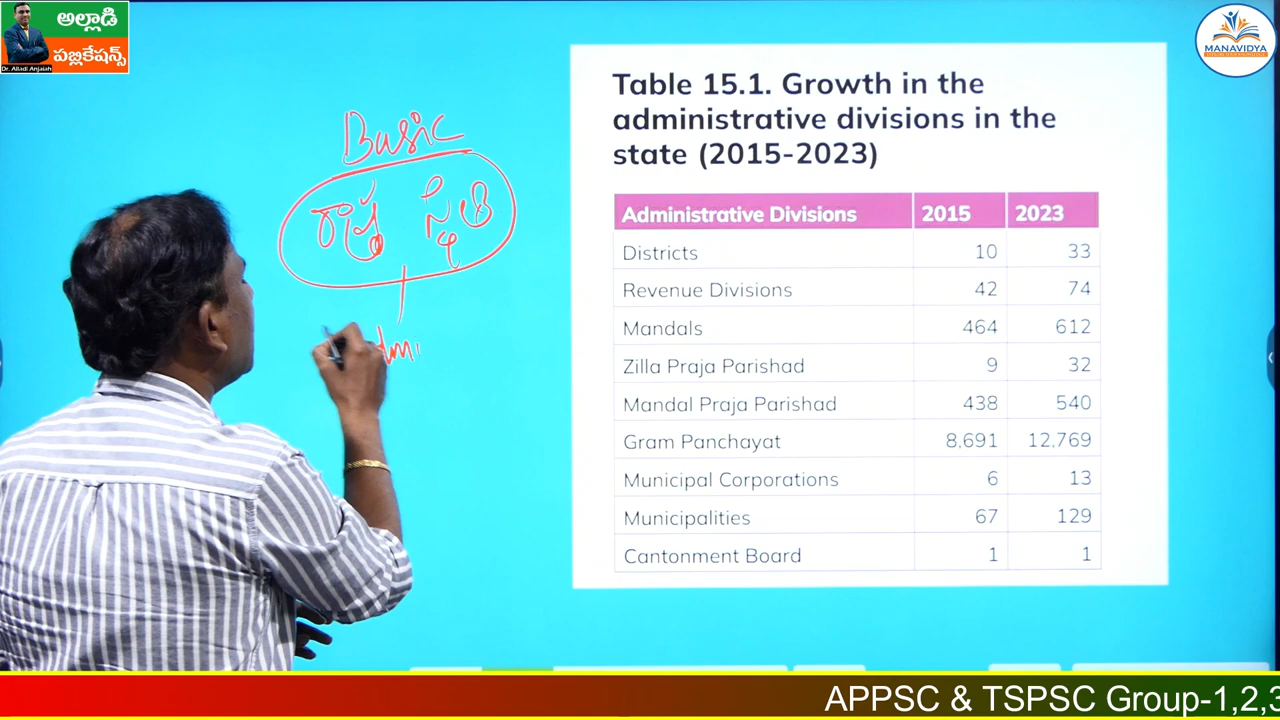 అల్లాడి
పబ్లికేషన్స్
Dr. Alladi Anjaiah
MANAVIDYA
Basic
రాష్ట్ర స్థితి
Table 15.1. Growth in the
administrative divisions in the
state (2015-2023)
Administrative Divisions 2015 2023
Districts 10 33
Revenue Divisions 42 74
Mandals 464 612
Zilla Praja Parishad 9 32
Mandal Praja Parishad 438 540
Gram Panchayat 8,691 12,769
Municipal Corporations 6 13
Municipalities 67 129
Cantonment Board 1 1
APPSC & TSPSC Group-1,2,3